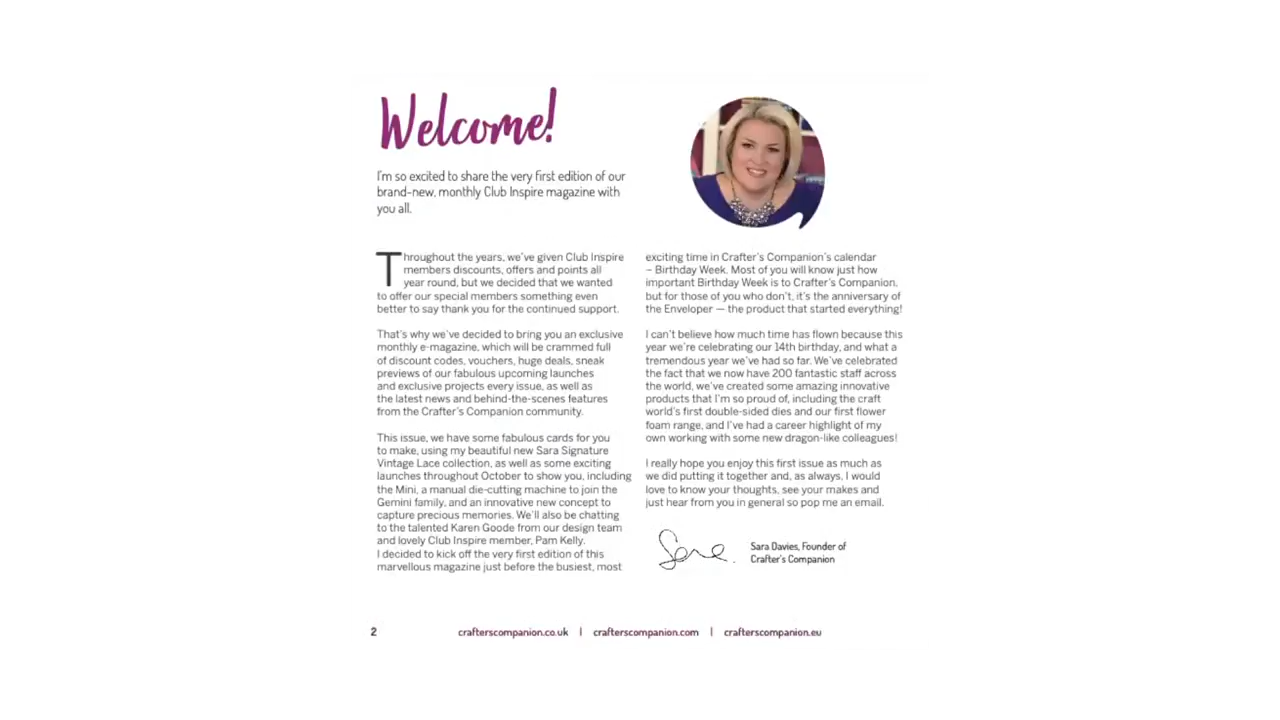 Welcome!
I'm so excited to share the very first edition of our
brand-new, monthly Club Inspire magazine with
you all.
Throughout the years, we've given Club Inspire
members discounts, offers and points all
year round, but we decided that we wanted
to offer our special members something even
better to say thank you for the continued support.
That's why we've decided to bring you an exclusive
monthly e-magazine, which will be crammed full
of discount codes, vouchers, huge deals, sneak
previews of our fabulous upcoming launches
and exclusive projects every issue, as well as
the latest news and behind-the-scenes features
from the Crafter's Companion community.
This issue, we have some fabulous cards for you
to make, using my beautiful new Sara Signature
Vintage Lace collection, as well as some exciting
launches throughout October to show you, including
the Mini, a manual die-cutting machine to join the
Gemini family, and an innovative new concept to
capture precious memories. We'll also be chatting
to the talented Karen Goode from our design team
and lovely Club Inspire member, Pam Kelly.
I decided to kick off the very first edition of this
marvellous magazine just before the busiest, most
exciting time in Crafter's Companion's calendar
– Birthday Week. Most of you will know just how
important Birthday Week is to Crafter's Companion,
but for those of you who don't, it's the anniversary of
the Enveloper — the product that started everything!
I can't believe how much time has flown because this
year we're celebrating our 14th birthday, and what a
tremendous year we've had so far. We've celebrated
the fact that we now have 200 fantastic staff across
the world, we've created some amazing innovative
products that I'm so proud of, including the craft
world's first double-sided dies and our first flower
foam range, and I've had a career highlight of my
own working with some new dragon-like colleagues!
I really hope you enjoy this first issue as much as
we did putting it together and, as always, I would
love to know your thoughts, see your makes and
just hear from you in general so pop me an email.
Sara.
Sara Davies, Founder of
Crafter's Companion
2
crafterscompanion.co.uk | crafterscompanion.com | crafterscompanion.eu